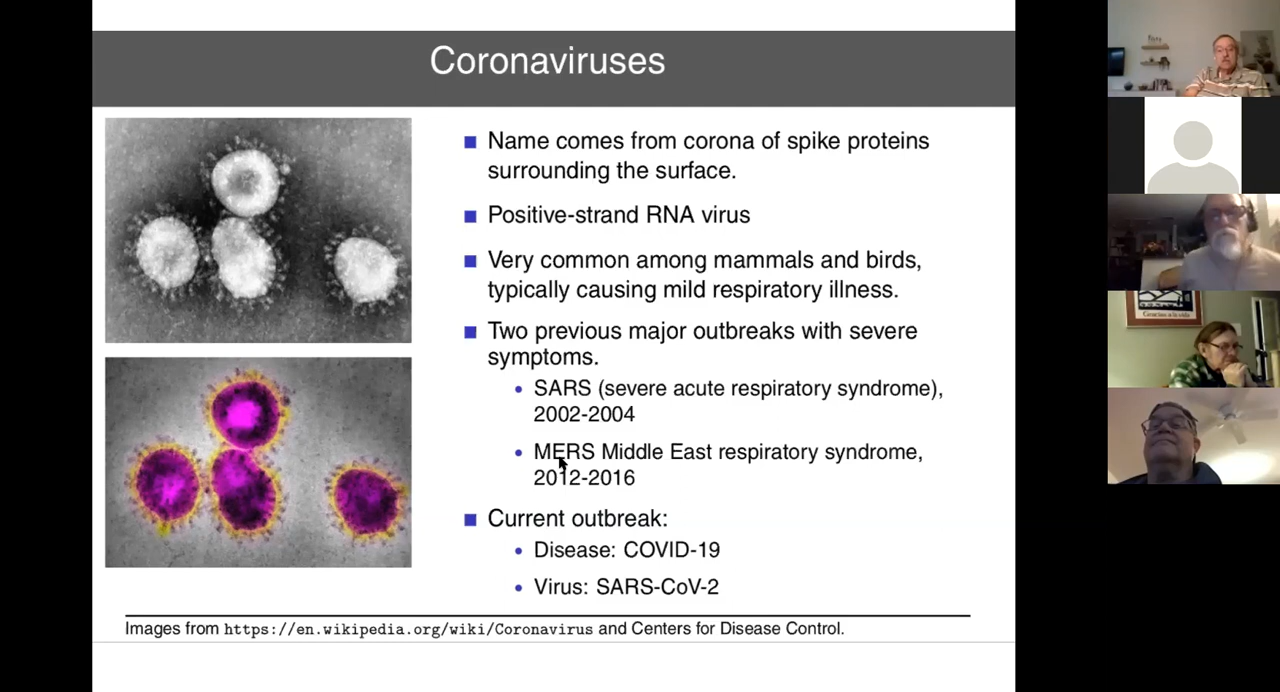 Coronaviruses
Name comes from corona of spike proteins
surrounding the surface.
Positive-strand RNA virus
Very common among mammals and birds,
typically causing mild respiratory illness.
Two previous major outbreaks with severe
symptoms.
SARS (severe acute respiratory syndrome),
2002-2004
MERS Middle East respiratory syndrome,
2012-2016
Current outbreak:
Disease: COVID-19
Virus: SARS-CoV-2
Images from https://en.wikipedia.org/wiki/Coronavirus and Centers for Disease Control.
Gracias a la vida